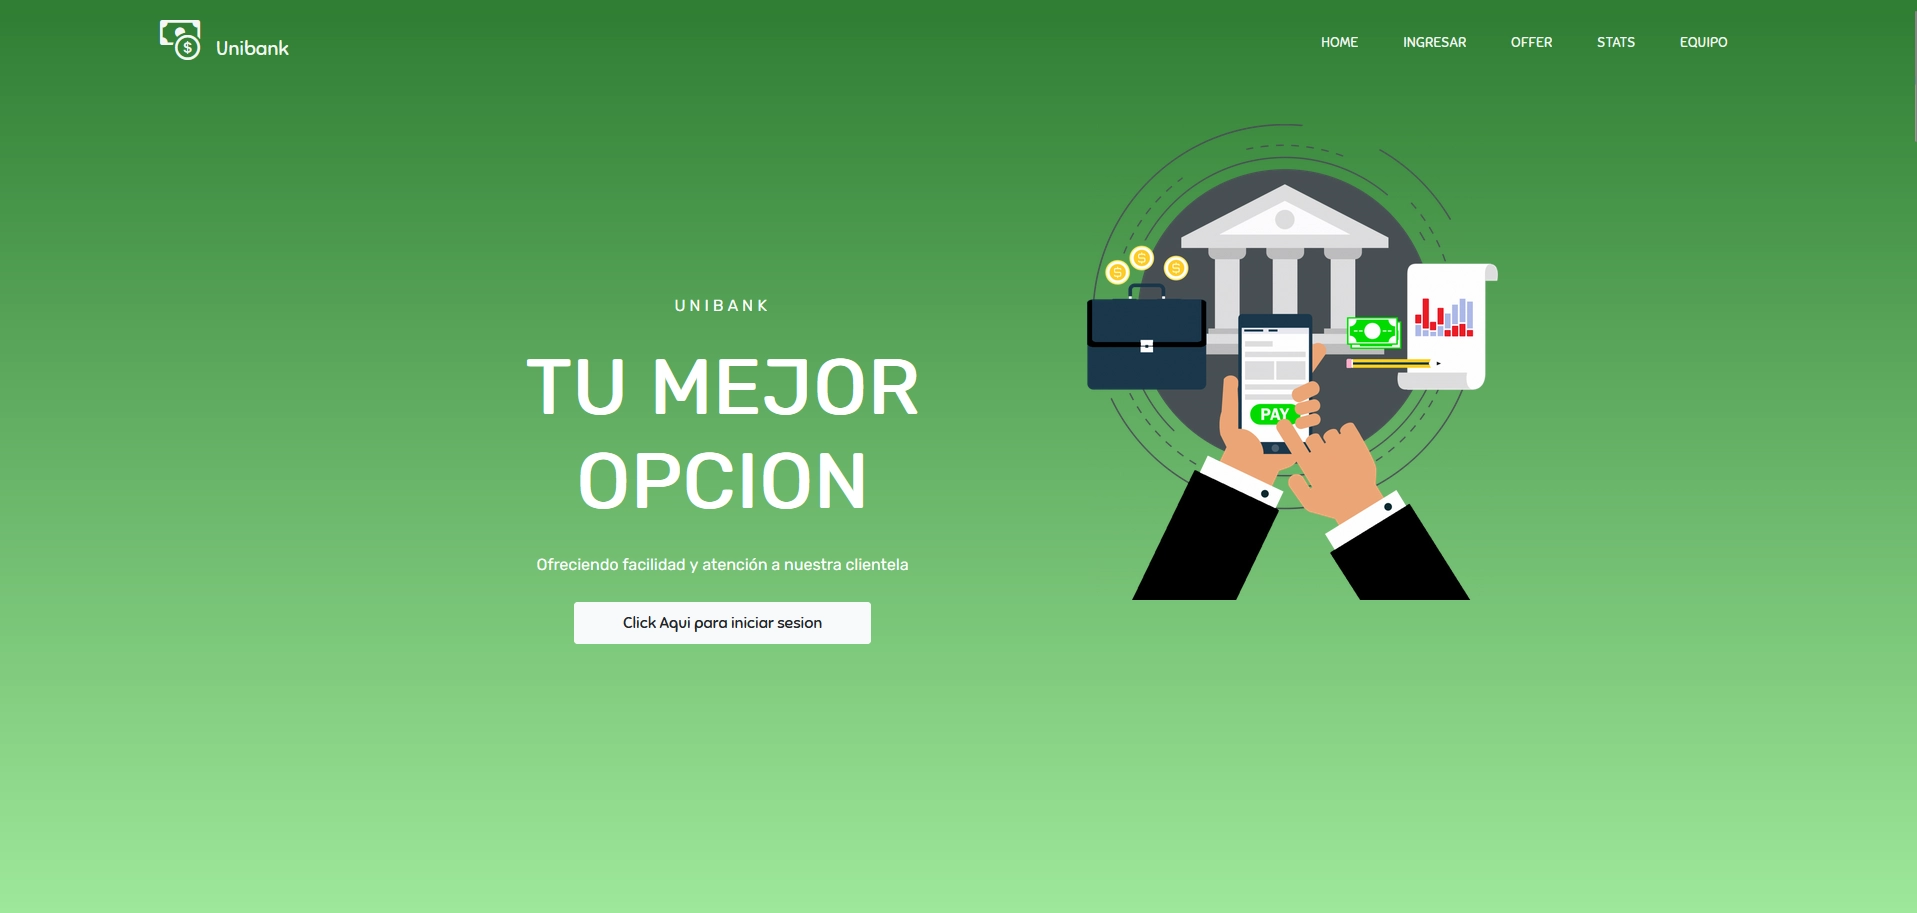 Unibank
HOME INGRESAR OFFER STATS EQUIPO
UNIBANK
TU MEJOR
OPCION
Ofreciendo facilidad y atención a nuestra clientela
Click Aqui para iniciar sesion
PAY